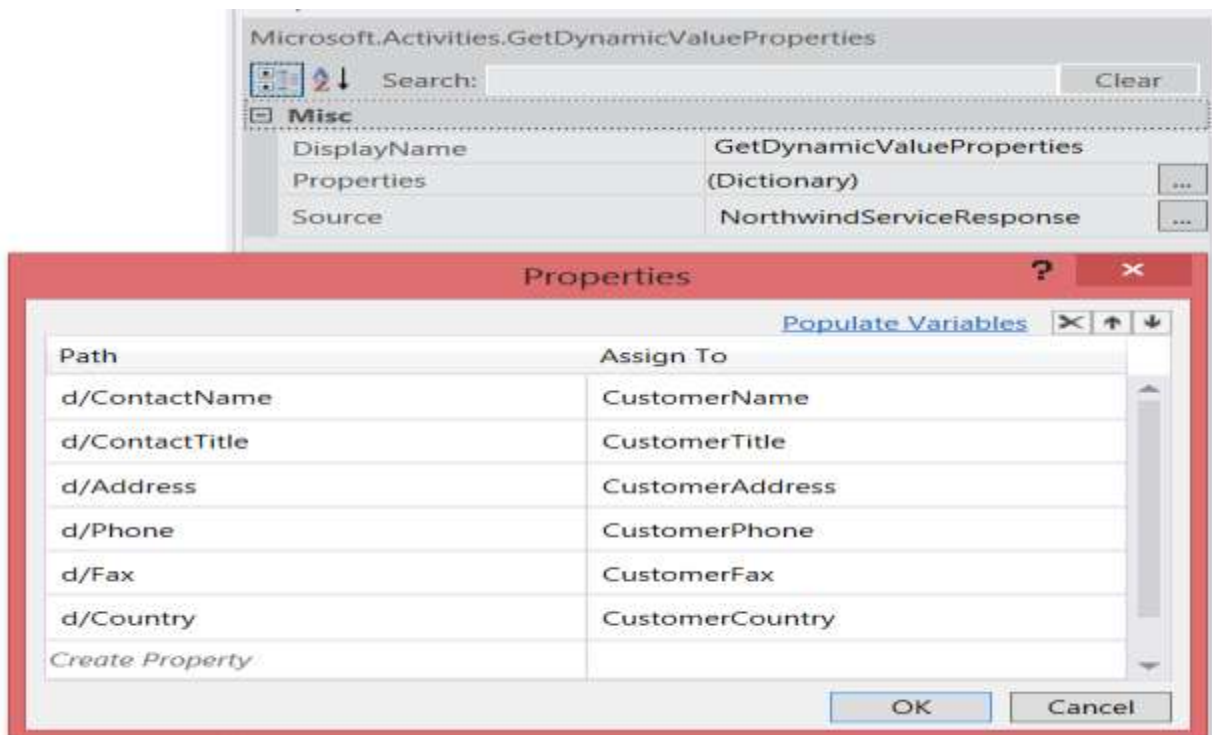 Microsoft.Activities.GetDynamicValueProperties
Search: Clear
Misc
DisplayName GetDynamicValueProperties
Properties (Dictionary) ...
Source NorthwindServiceResponse ...
Properties ?
Populate Variables
Path Assign To
d/ContactName CustomerName
d/ContactTitle CustomerTitle
d/Address CustomerAddress
d/Phone CustomerPhone
d/Fax CustomerFax
d/Country CustomerCountry
Create Property
OK Cancel